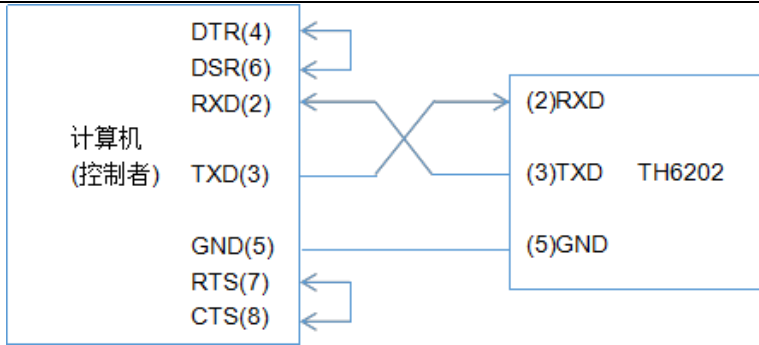 DTR(4)
DSR(6)
RXD(2)
(2)RXD
计算机
(控制者)
TXD(3)
(3)TXD
TH6202
GND(5)
(5)GND
RTS(7)
CTS(8)